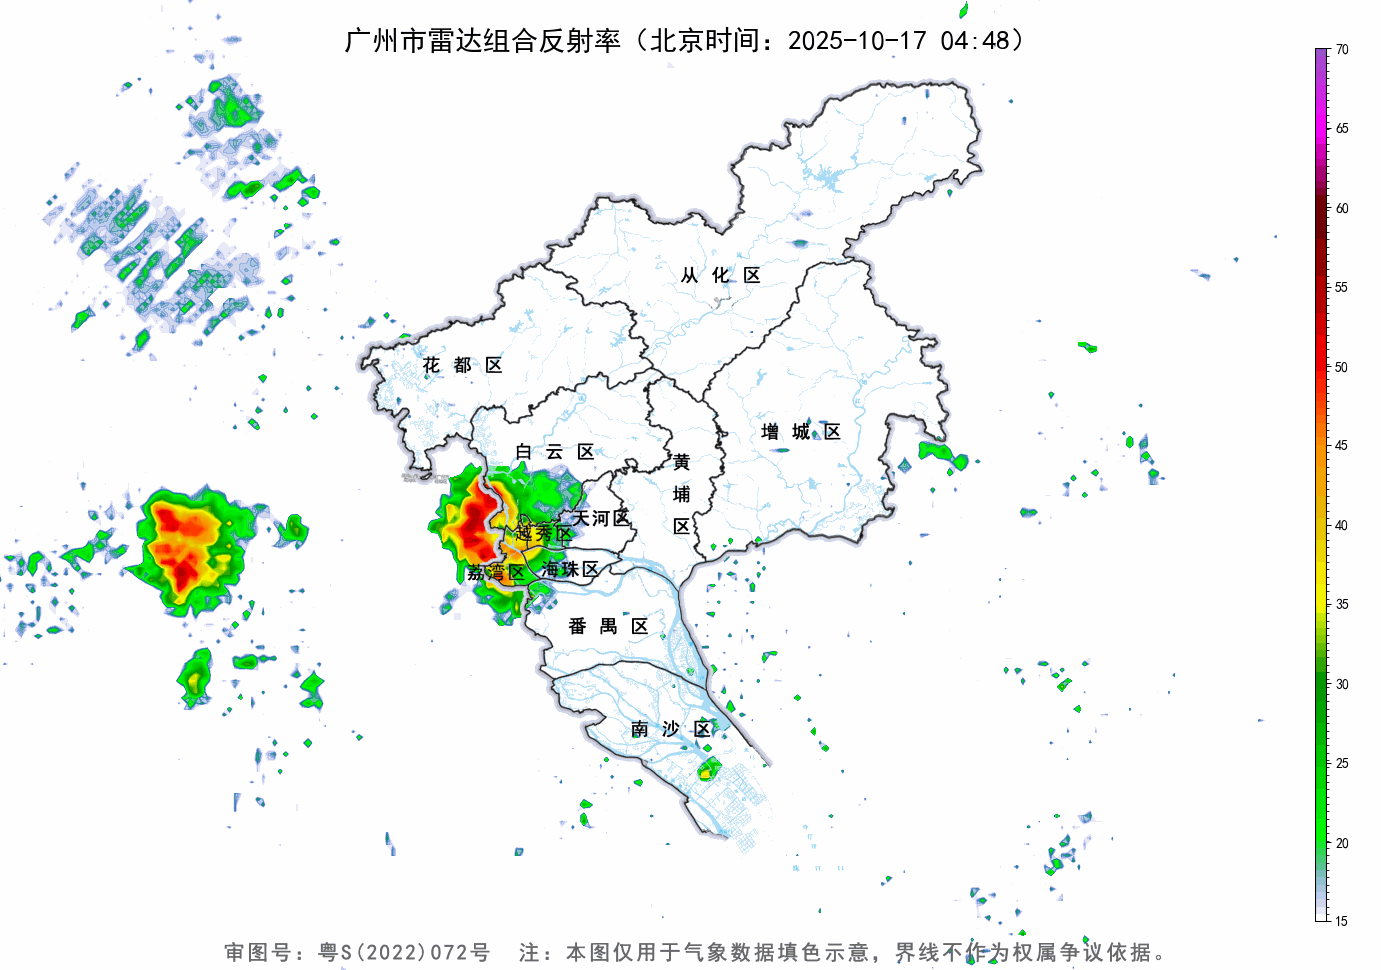 广州市雷达组合反射率（北京时间：2025-10-17 04:48）
70
65
60
55
50
45
40
35
30
25
20
15
从化区
花都区
增城区
白云区
黄埔区
天河区
越秀区
海珠区
荔湾区
番禺区
南沙区
审图号：粤S(2022)072号 注：本图仅用于气象数据填色示意，界线不作为权属争议依据。